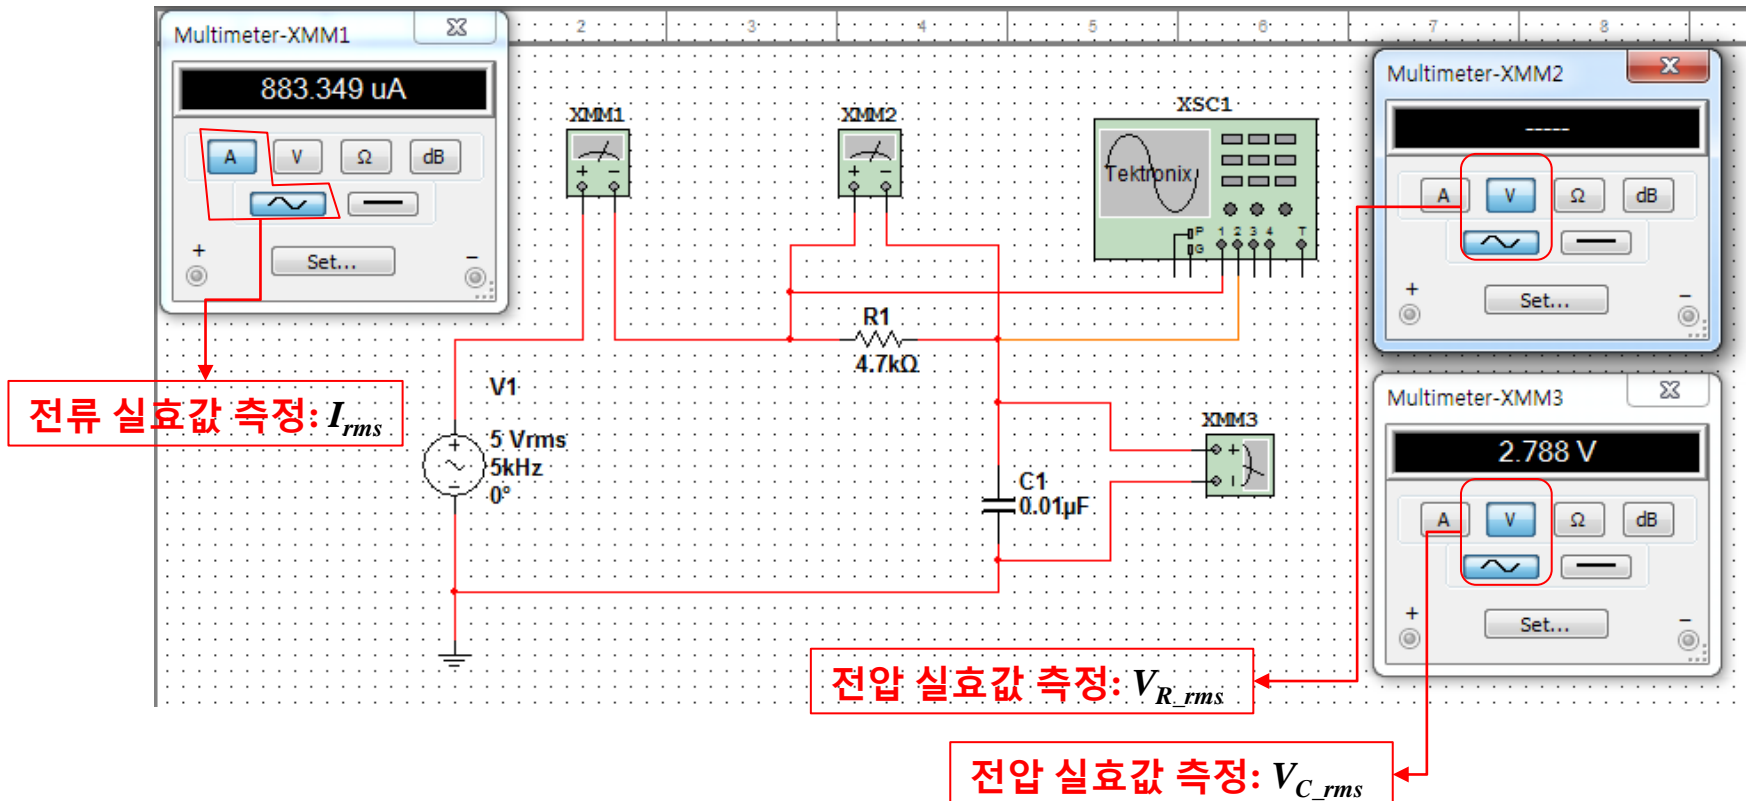 Multimeter-XMM1
883.349 uA
A V Ω dB
+ −
Set...
2 3 4 5 6 7 8
XMM1
+ −
XMM2
+ −
XSC1
Tektronix
P
G
1 2 3 4 T
Multimeter-XMM2
-----
A V Ω dB
+ −
Set...
R1
4.7kΩ
V1
5 Vrms
5kHz
0°
전류 실효값 측정: I_rms
XMM3
C1
0.01µF
Multimeter-XMM3
2.788 V
A V Ω dB
+ −
Set...
전압 실효값 측정: V_R_rms
전압 실효값 측정: V_C_rms